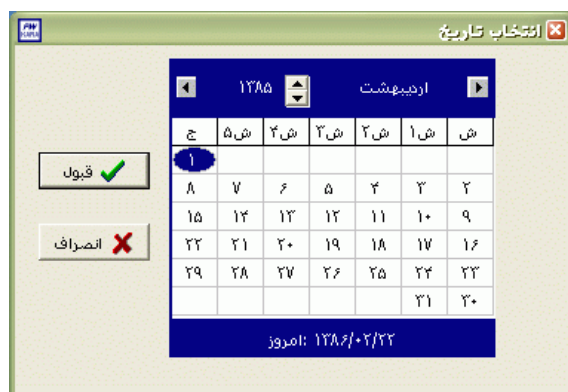 انتخاب تاریخ
اردیبهشت ۱۳۸۵
ش ش۱ ش۲ ش۳ ش۴ ش۵ ج
۱
۲ ۳ ۴ ۵ ۶ ۷ ۸
۹ ۱۰ ۱۱ ۱۲ ۱۳ ۱۴ ۱۵
۱۶ ۱۷ ۱۸ ۱۹ ۲۰ ۲۱ ۲۲
۲۳ ۲۴ ۲۵ ۲۶ ۲۷ ۲۸ ۲۹
۳۰ ۳۱
۱۳۸۶/۰۲/۲۲ :امروز
قبول
انصراف